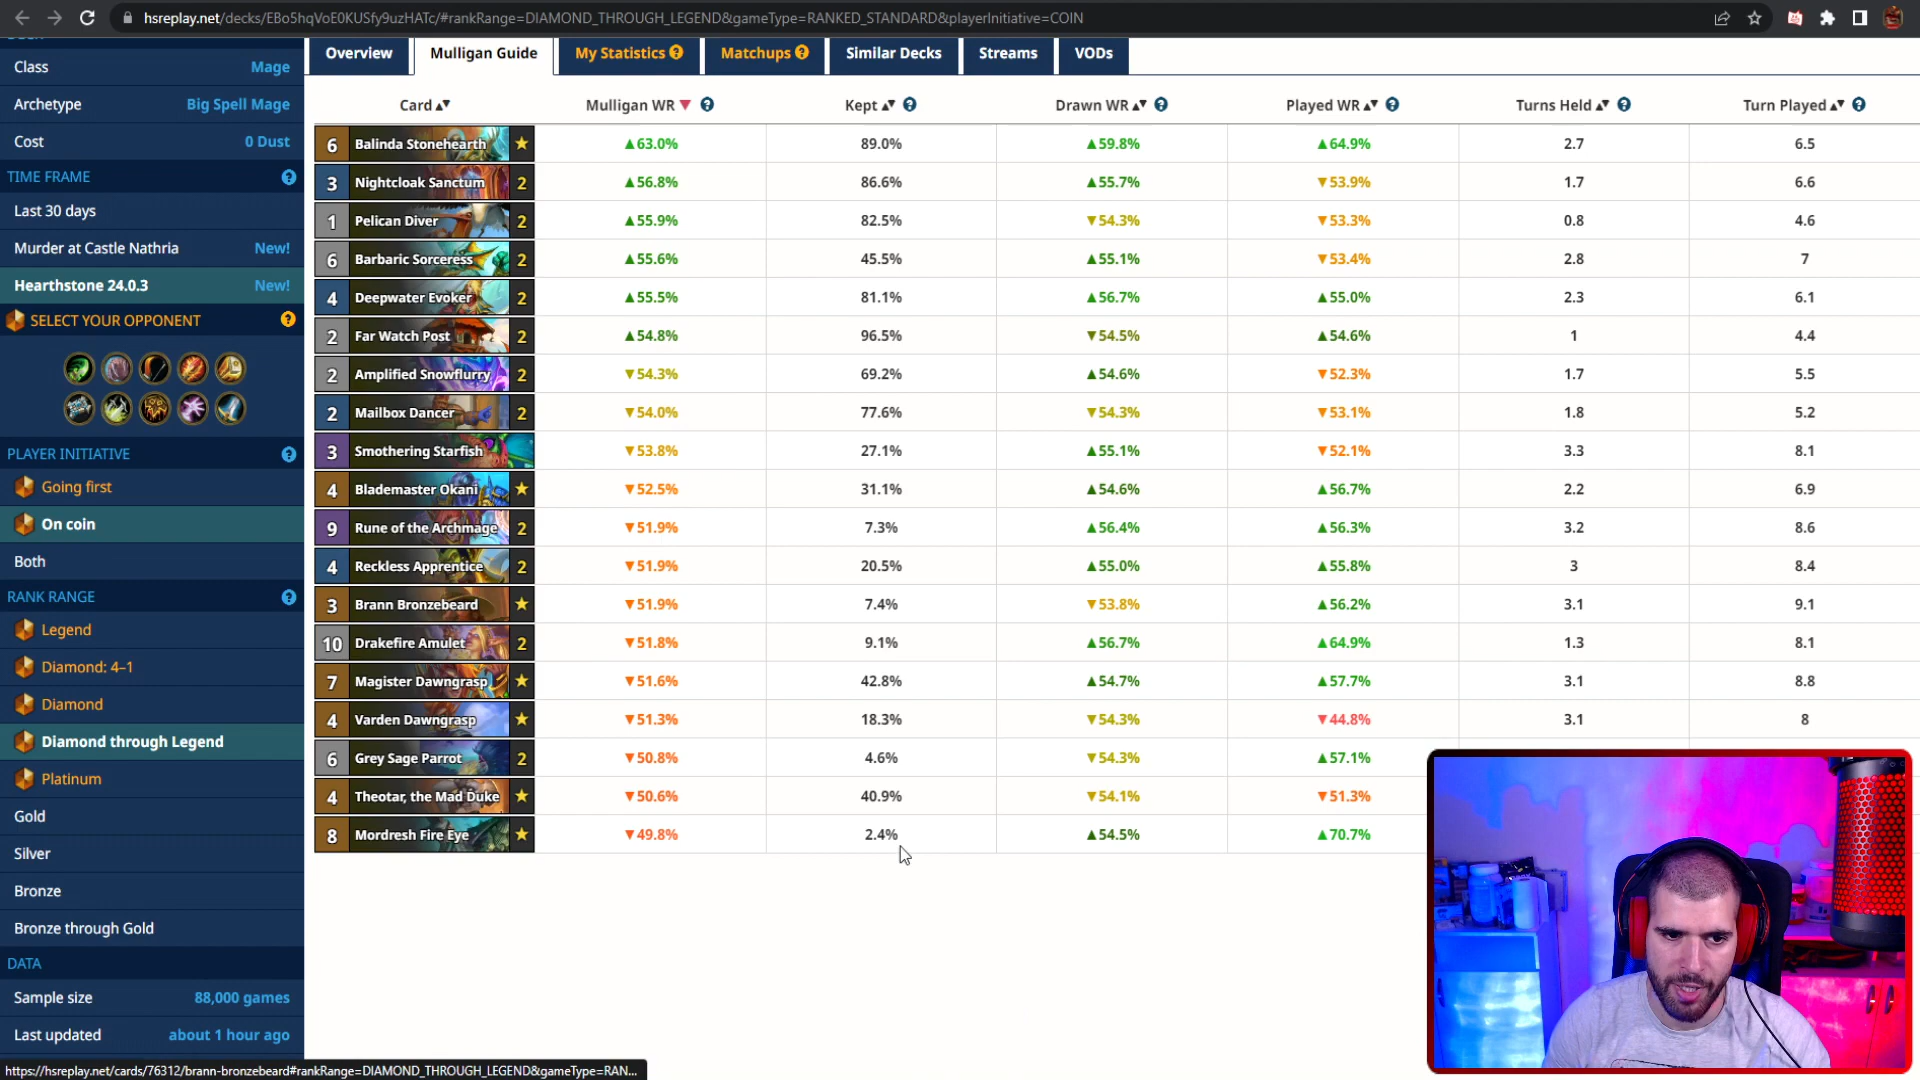 hsreplay.net/decks/EBo5hqVoE0KUSfy9uzHATc/#rankRange=DIAMOND_THROUGH_LEGEND&gameType=RANKED_STANDARD&playerInitiative=COIN
Overview Mulligan Guide My Statistics ? Matchups ? Similar Decks Streams VODs
Class Mage
Archetype Big Spell Mage
Cost 0 Dust
TIME FRAME ?
Last 30 days
Murder at Castle Nathria New!
Hearthstone 24.0.3 New!
SELECT YOUR OPPONENT ?
PLAYER INITIATIVE ?
Going first
On coin
Both
RANK RANGE ?
Legend
Diamond: 4–1
Diamond
Diamond through Legend
Platinum
Gold
Silver
Bronze
Bronze through Gold
DATA
Sample size 88,000 games
Last updated about 1 hour ago
Card ▲▼ Mulligan WR ▼ ? Kept ▲▼ ? Drawn WR ▲▼ ? Played WR ▲▼ ? Turns Held ▲▼ ? Turn Played ▲▼ ?
6 Balinda Stonehearth ★ ▲63.0% 89.0% ▲59.8% ▲64.9% 2.7 6.5
3 Nightcloak Sanctum 2 ▲56.8% 86.6% ▲55.7% ▼53.9% 1.7 6.6
1 Pelican Diver 2 ▲55.9% 82.5% ▼54.3% ▼53.3% 0.8 4.6
6 Barbaric Sorceress 2 ▲55.6% 45.5% ▲55.1% ▼53.4% 2.8 7
4 Deepwater Evoker 2 ▲55.5% 81.1% ▲56.7% ▲55.0% 2.3 6.1
2 Far Watch Post 2 ▲54.8% 96.5% ▼54.5% ▲54.6% 1 4.4
2 Amplified Snowflurry 2 ▼54.3% 69.2% ▲54.6% ▼52.3% 1.7 5.5
2 Mailbox Dancer 2 ▼54.0% 77.6% ▼54.3% ▼53.1% 1.8 5.2
3 Smothering Starfish ▼53.8% 27.1% ▲55.1% ▼52.1% 3.3 8.1
4 Blademaster Okani ★ ▼52.5% 31.1% ▲54.6% ▲56.7% 2.2 6.9
9 Rune of the Archmage 2 ▼51.9% 7.3% ▲56.4% ▲56.3% 3.2 8.6
4 Reckless Apprentice 2 ▼51.9% 20.5% ▲55.0% ▲55.8% 3 8.4
3 Brann Bronzebeard ★ ▼51.9% 7.4% ▼53.8% ▲56.2% 3.1 9.1
10 Drakefire Amulet 2 ▼51.8% 9.1% ▲56.7% ▲64.9% 1.3 8.1
7 Magister Dawngrasp ★ ▼51.6% 42.8% ▲54.7% ▲57.7% 3.1 8.8
4 Varden Dawngrasp ★ ▼51.3% 18.3% ▼54.3% ▼44.8% 3.1 8
6 Grey Sage Parrot 2 ▼50.8% 4.6% ▼54.3% ▲57.1%
4 Theotar, the Mad Duke ★ ▼50.6% 40.9% ▼54.1% ▼51.3%
8 Mordresh Fire Eye ★ ▼49.8% 2.4% ▲54.5% ▲70.7%
https://hsreplay.net/cards/76312/brann-bronzebeard#rankRange=DIAMOND_THROUGH_LEGEND&gameType=RAN...